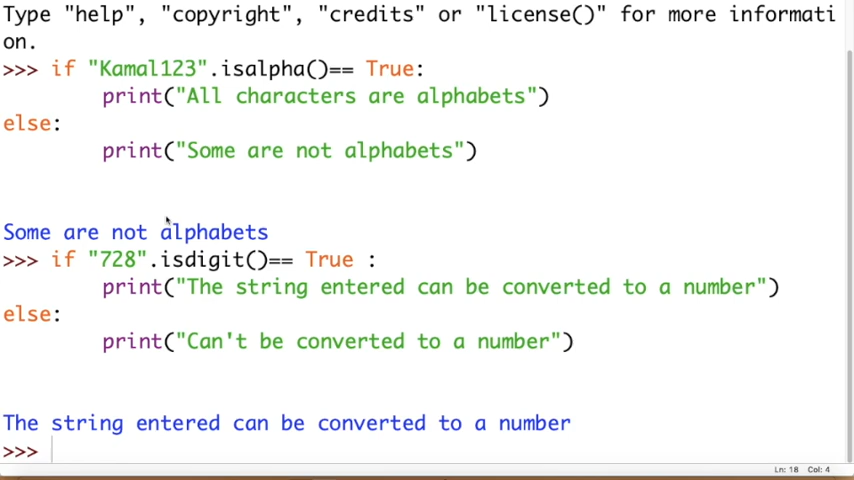 Type "help", "copyright", "credits" or "license()" for more informati
on.
>>> if "Kamal123".isalpha()== True:
        print("All characters are alphabets")
else:
        print("Some are not alphabets")
Some are not alphabets
>>> if "728".isdigit()== True :
        print("The string entered can be converted to a number")
else:
        print("Can't be converted to a number")
The string entered can be converted to a number
>>>
Ln: 18 Col: 4